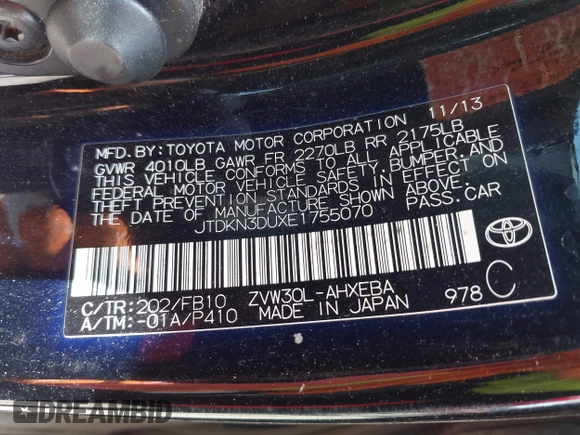 MFD. BY: TOYOTA MOTOR CORPORATION 11/13
GVWR 4010LB GAWR FR 2270LB RR 2175LB
THIS VEHICLE CONFORMS TO ALL APPLICABLE
FEDERAL MOTOR VEHICLE SAFETY, BUMPER, AND
THEFT PREVENTION STANDARDS IN EFFECT ON
THE DATE OF MANUFACTURE SHOWN ABOVE.
JTDKN3DUXE1755070 PASS. CAR
C/TR: 202/FB10 ZVW30L-AHXEBA
A/TM: -01A/P410 MADE IN JAPAN 978 C
DREAMBID